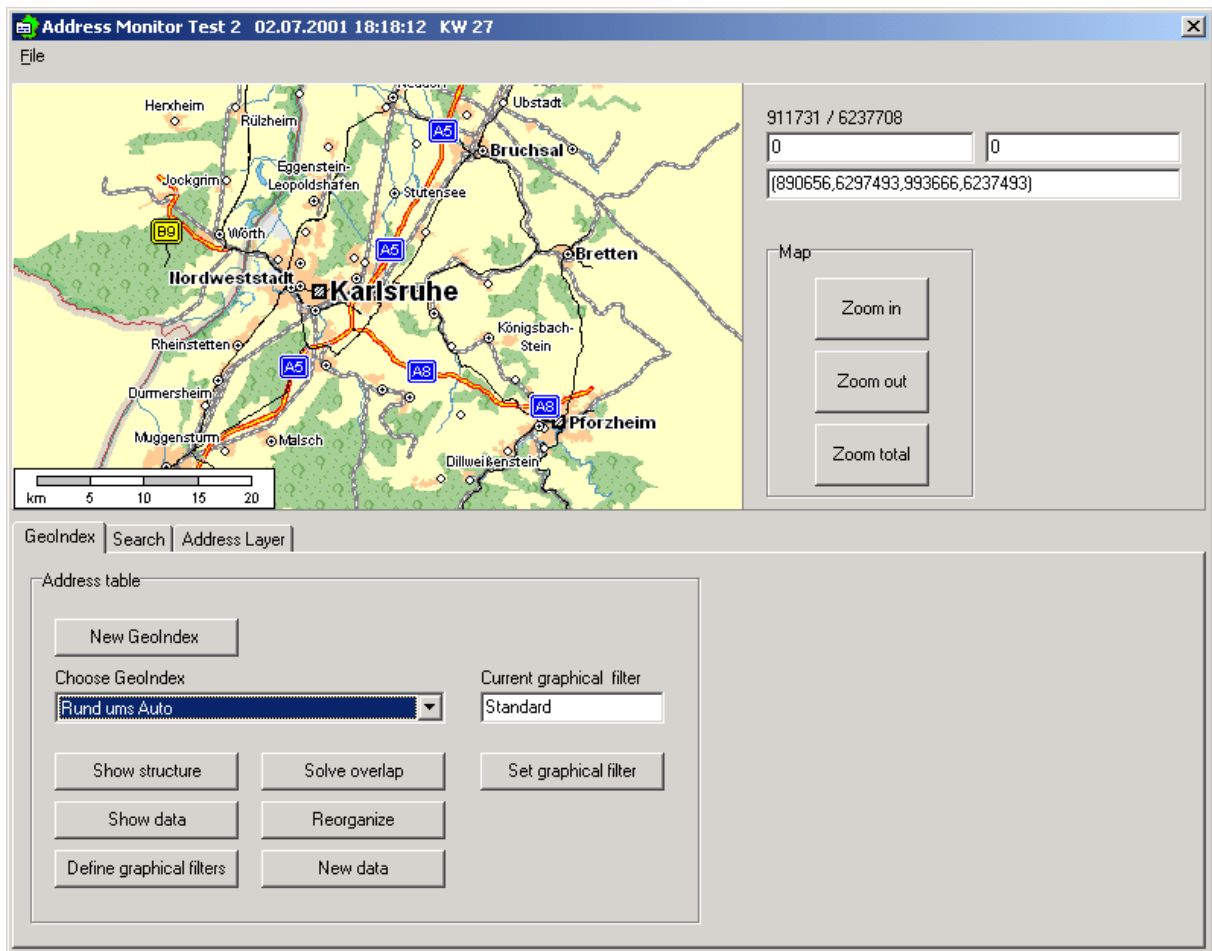 Address Monitor Test 2 02.07.2001 18:18:12 KW 27
File
Herxheim
Rülzheim
Ubstadt
A5
Bruchsal
Eggenstein-
Leopoldshafen
Jockgrim
Stutensee
B9
Wörth
A5
Bretten
Nordweststadt
Karlsruhe
Königsbach-
Stein
Rheinstetten
A5
A8
Durmersheim
A8
Pforzheim
Muggensturm
Malsch
Dillweißenstein
km 5 10 15 20
911731 / 6237708
0 0
(890656,6297493,993666,6237493)
Map
Zoom in
Zoom out
Zoom total
GeoIndex Search Address Layer
Address table
New GeoIndex
Choose GeoIndex Current graphical filter
Rund ums Auto Standard
Show structure Solve overlap Set graphical filter
Show data Reorganize
Define graphical filters New data